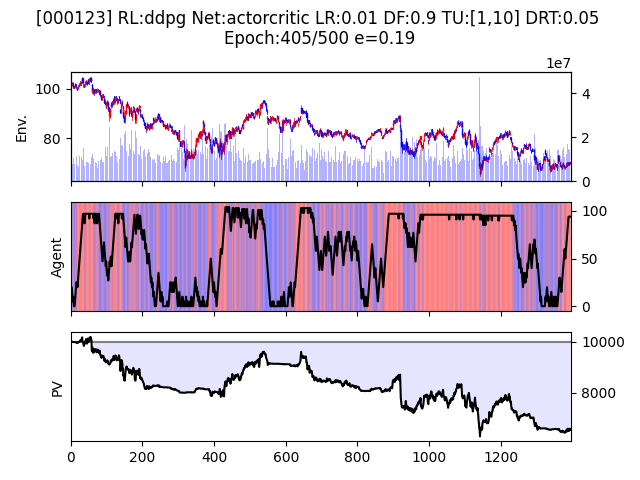 [000123] RL:ddpg Net:actorcritic LR:0.01 DF:0.9 TU:[1,10] DRT:0.05
Epoch:405/500 e=0.19
1e7
Env.
100
80
4
2
0
Agent
100
50
0
PV
10000
8000
0
200
400
600
800
1000
1200